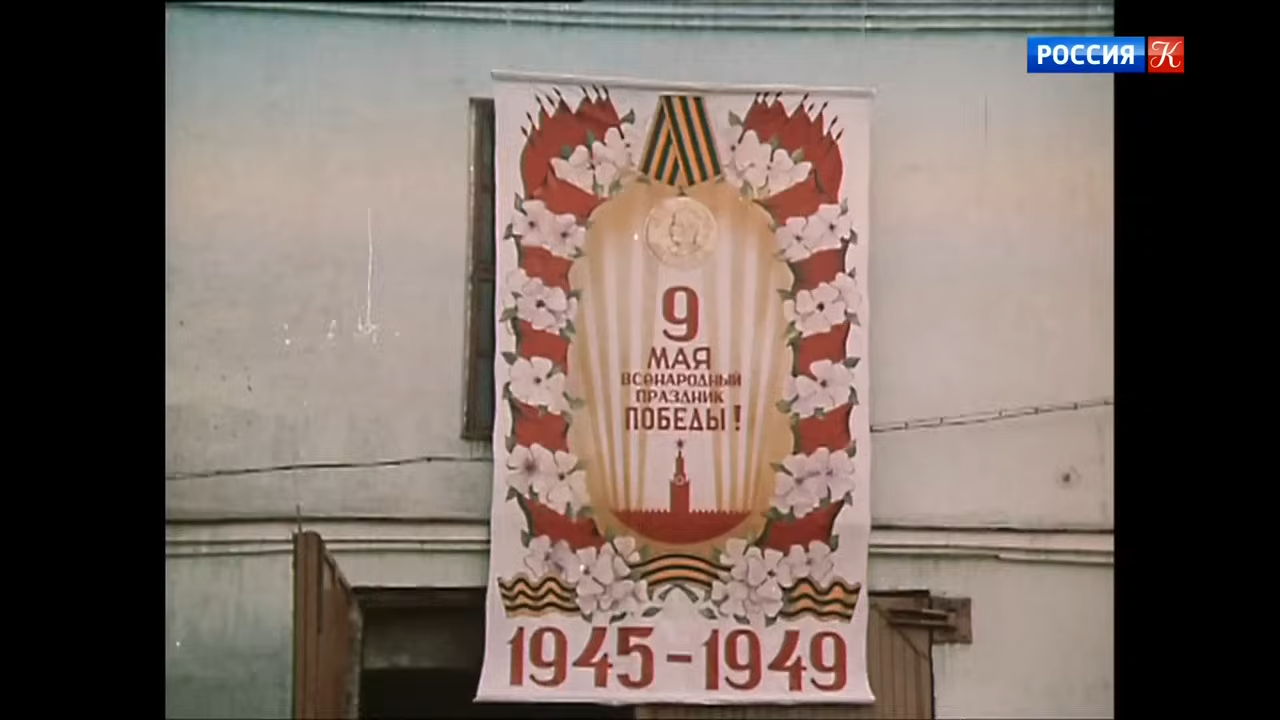 РОССИЯ К
9
МАЯ
ВСЕНАРОДНЫЙ
ПРАЗДНИК
ПОБЕДЫ!
1945-1949